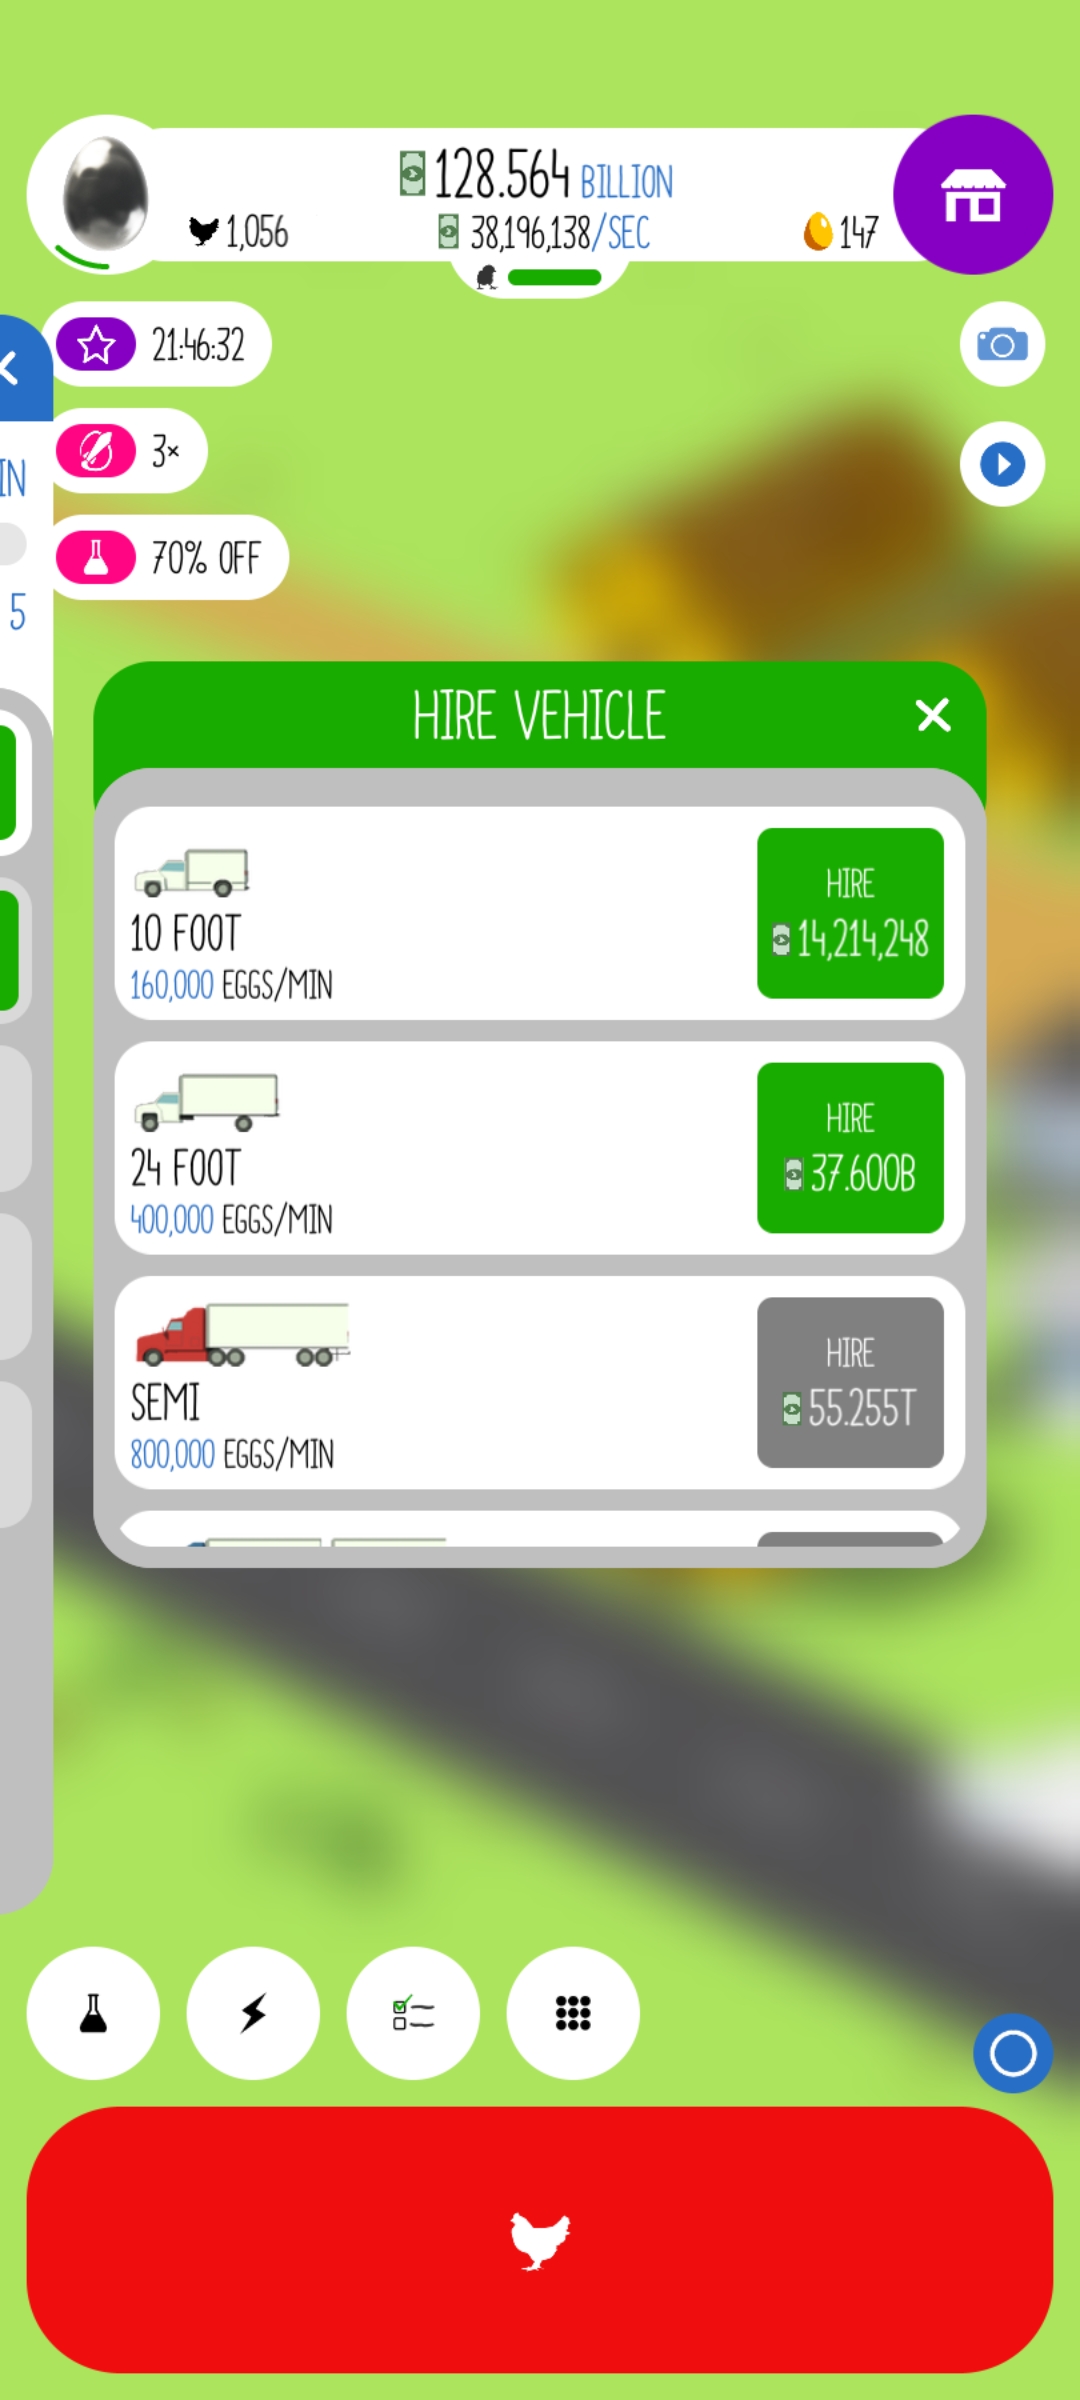 128.564 BILLION
1,056
38,196,138/SEC
147
21:46:32
3×
70% OFF
IN
5
HIRE VEHICLE
10 FOOT
160,000 EGGS/MIN
HIRE
14,214,248
24 FOOT
400,000 EGGS/MIN
HIRE
37.600B
SEMI
800,000 EGGS/MIN
HIRE
55.255T